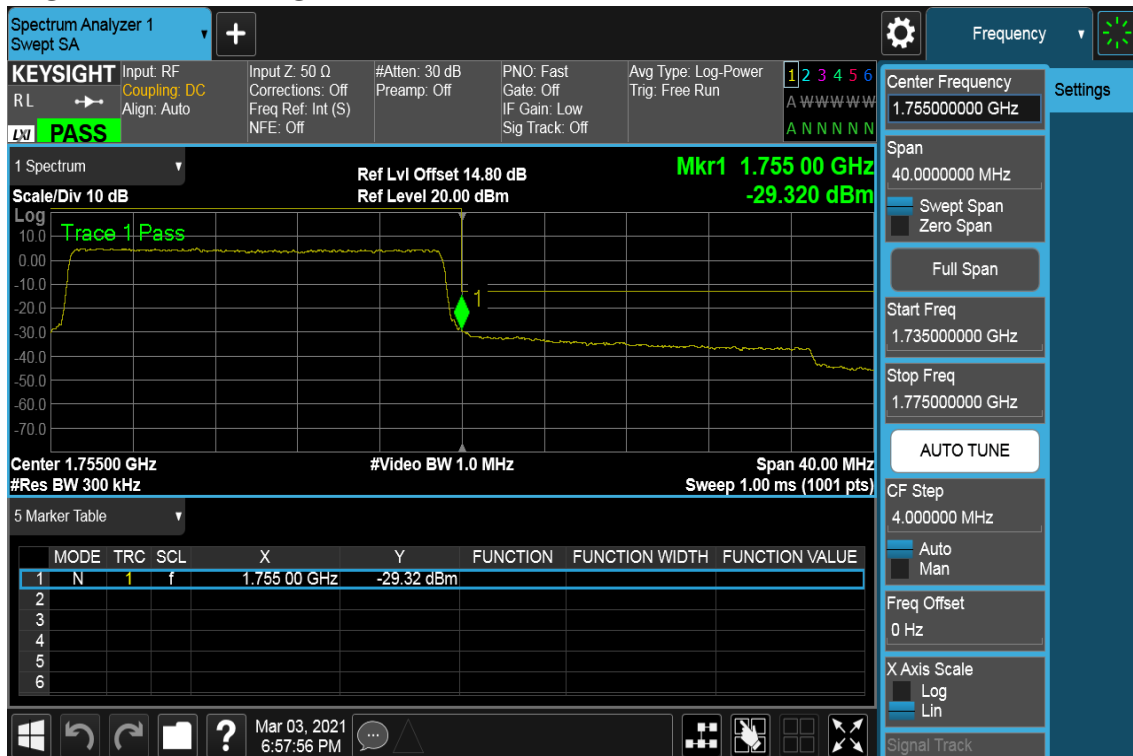 Spectrum Analyzer 1
Swept SA
+
Frequency
KEYSIGHT
RL
LXI PASS
Input: RF
Coupling: DC
Align: Auto
Input Z: 50 Ω
Corrections: Off
Freq Ref: Int (S)
NFE: Off
#Atten: 30 dB
Preamp: Off
PNO: Fast
Gate: Off
IF Gain: Low
Sig Track: Off
Avg Type: Log-Power
Trig: Free Run
1 2 3 4 5 6
A W W W W W
A N N N N N
1 Spectrum
Scale/Div 10 dB
Ref Lvl Offset 14.80 dB
Ref Level 20.00 dBm
Mkr1 1.755 00 GHz
-29.320 dBm
Log
Trace 1 Pass
10.0
0.00
-10.0
-20.0
-30.0
-40.0
-50.0
-60.0
-70.0
1
Center 1.75500 GHz
#Res BW 300 kHz
#Video BW 1.0 MHz
Span 40.00 MHz
Sweep 1.00 ms (1001 pts)
5 Marker Table
MODE TRC SCL X Y FUNCTION FUNCTION WIDTH FUNCTION VALUE
1 N 1 f 1.755 00 GHz -29.32 dBm
2
3
4
5
6
?
Mar 03, 2021
6:57:56 PM
Settings
Center Frequency
1.755000000 GHz
Span
40.0000000 MHz
Swept Span
Zero Span
Full Span
Start Freq
1.735000000 GHz
Stop Freq
1.775000000 GHz
AUTO TUNE
CF Step
4.000000 MHz
Auto
Man
Freq Offset
0 Hz
X Axis Scale
Log
Lin
Signal Track